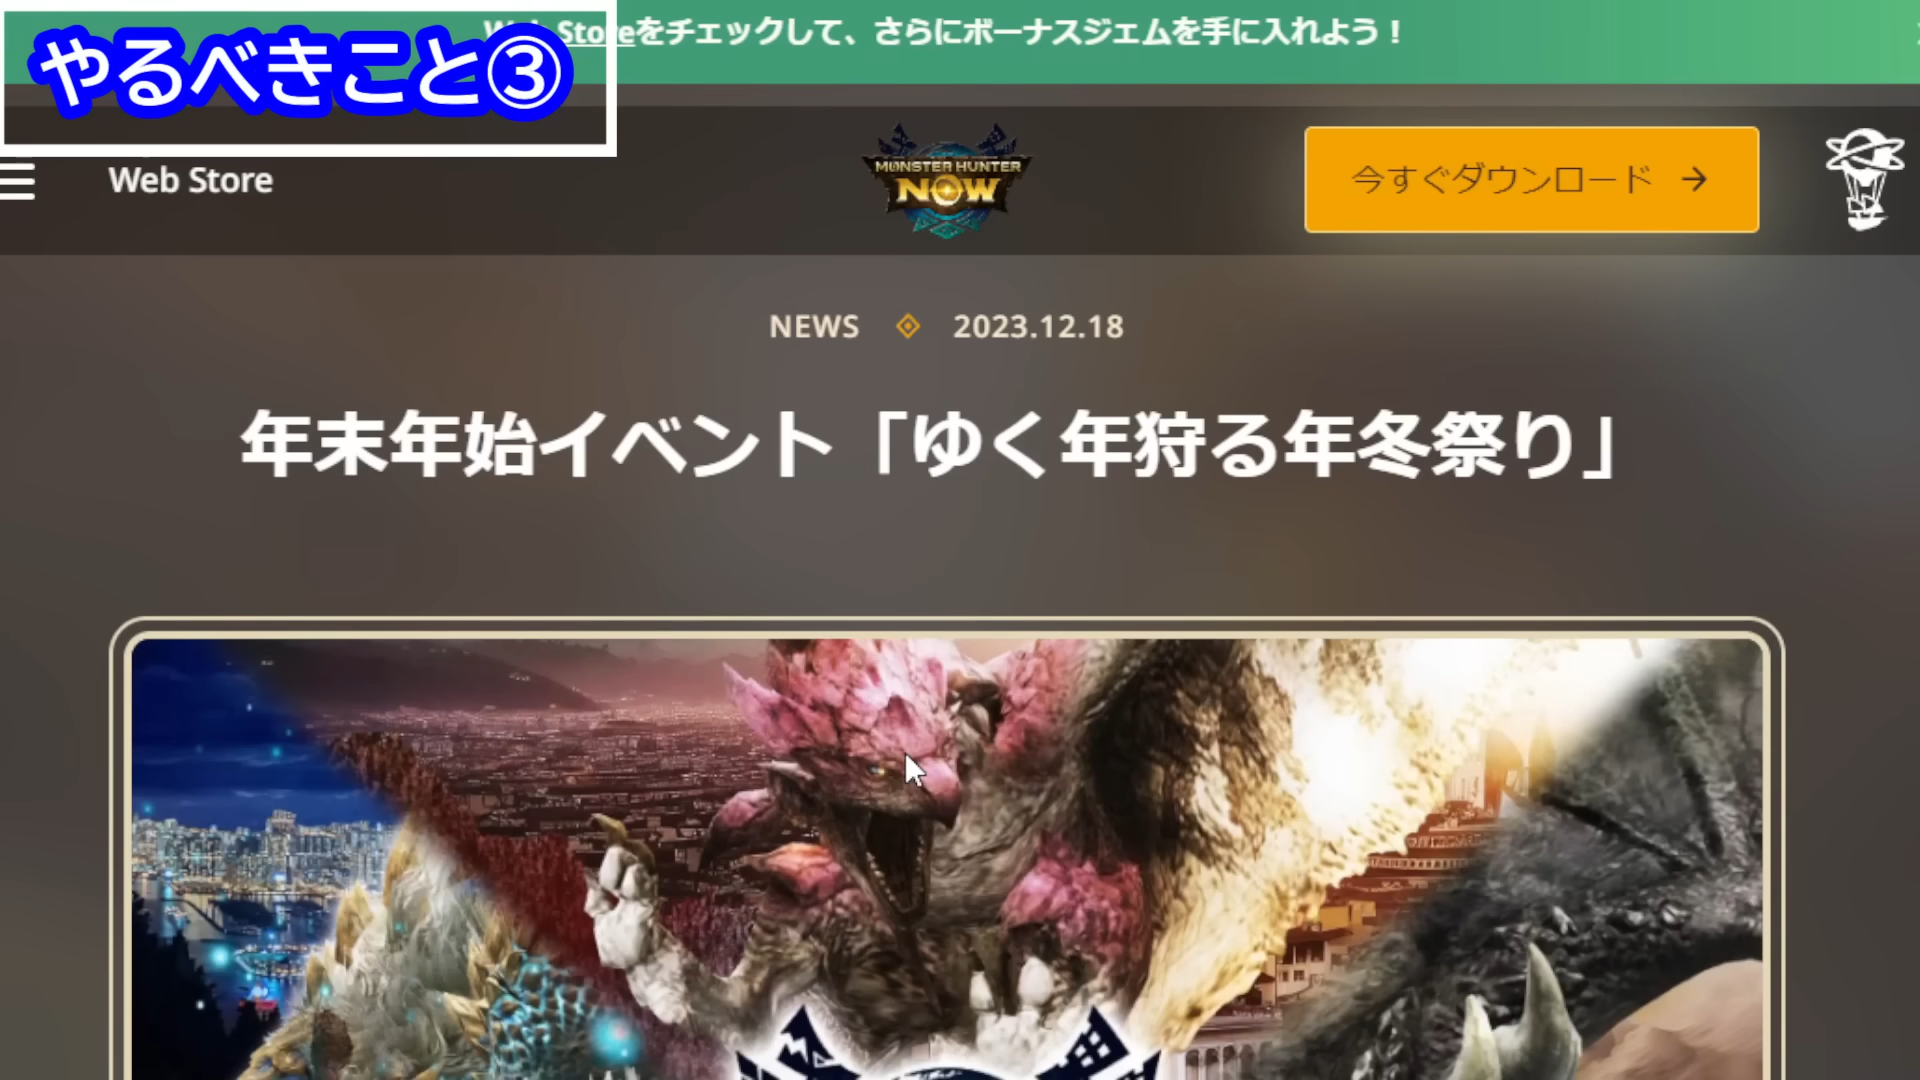 Web Storeをチェックして、さらにボーナスジェムを手に入れよう！
やるべきこと③
Web Store
MONSTER HUNTER
NOW
今すぐダウンロード →
NEWS 2023.12.18
年末年始イベント「ゆく年狩る年冬祭り」